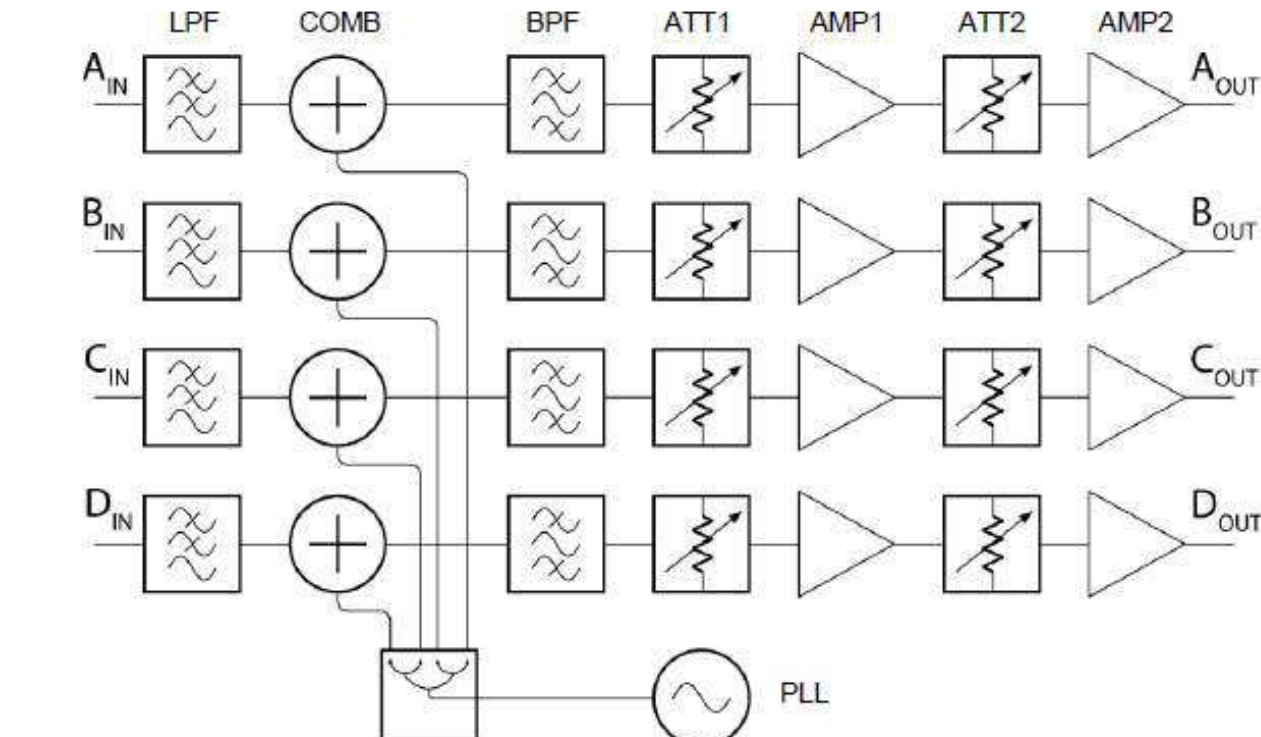 LPF COMB BPF ATT1 AMP1 ATT2 AMP2
AIN AOUT
BIN BOUT
CIN COUT
DIN DOUT
PLL